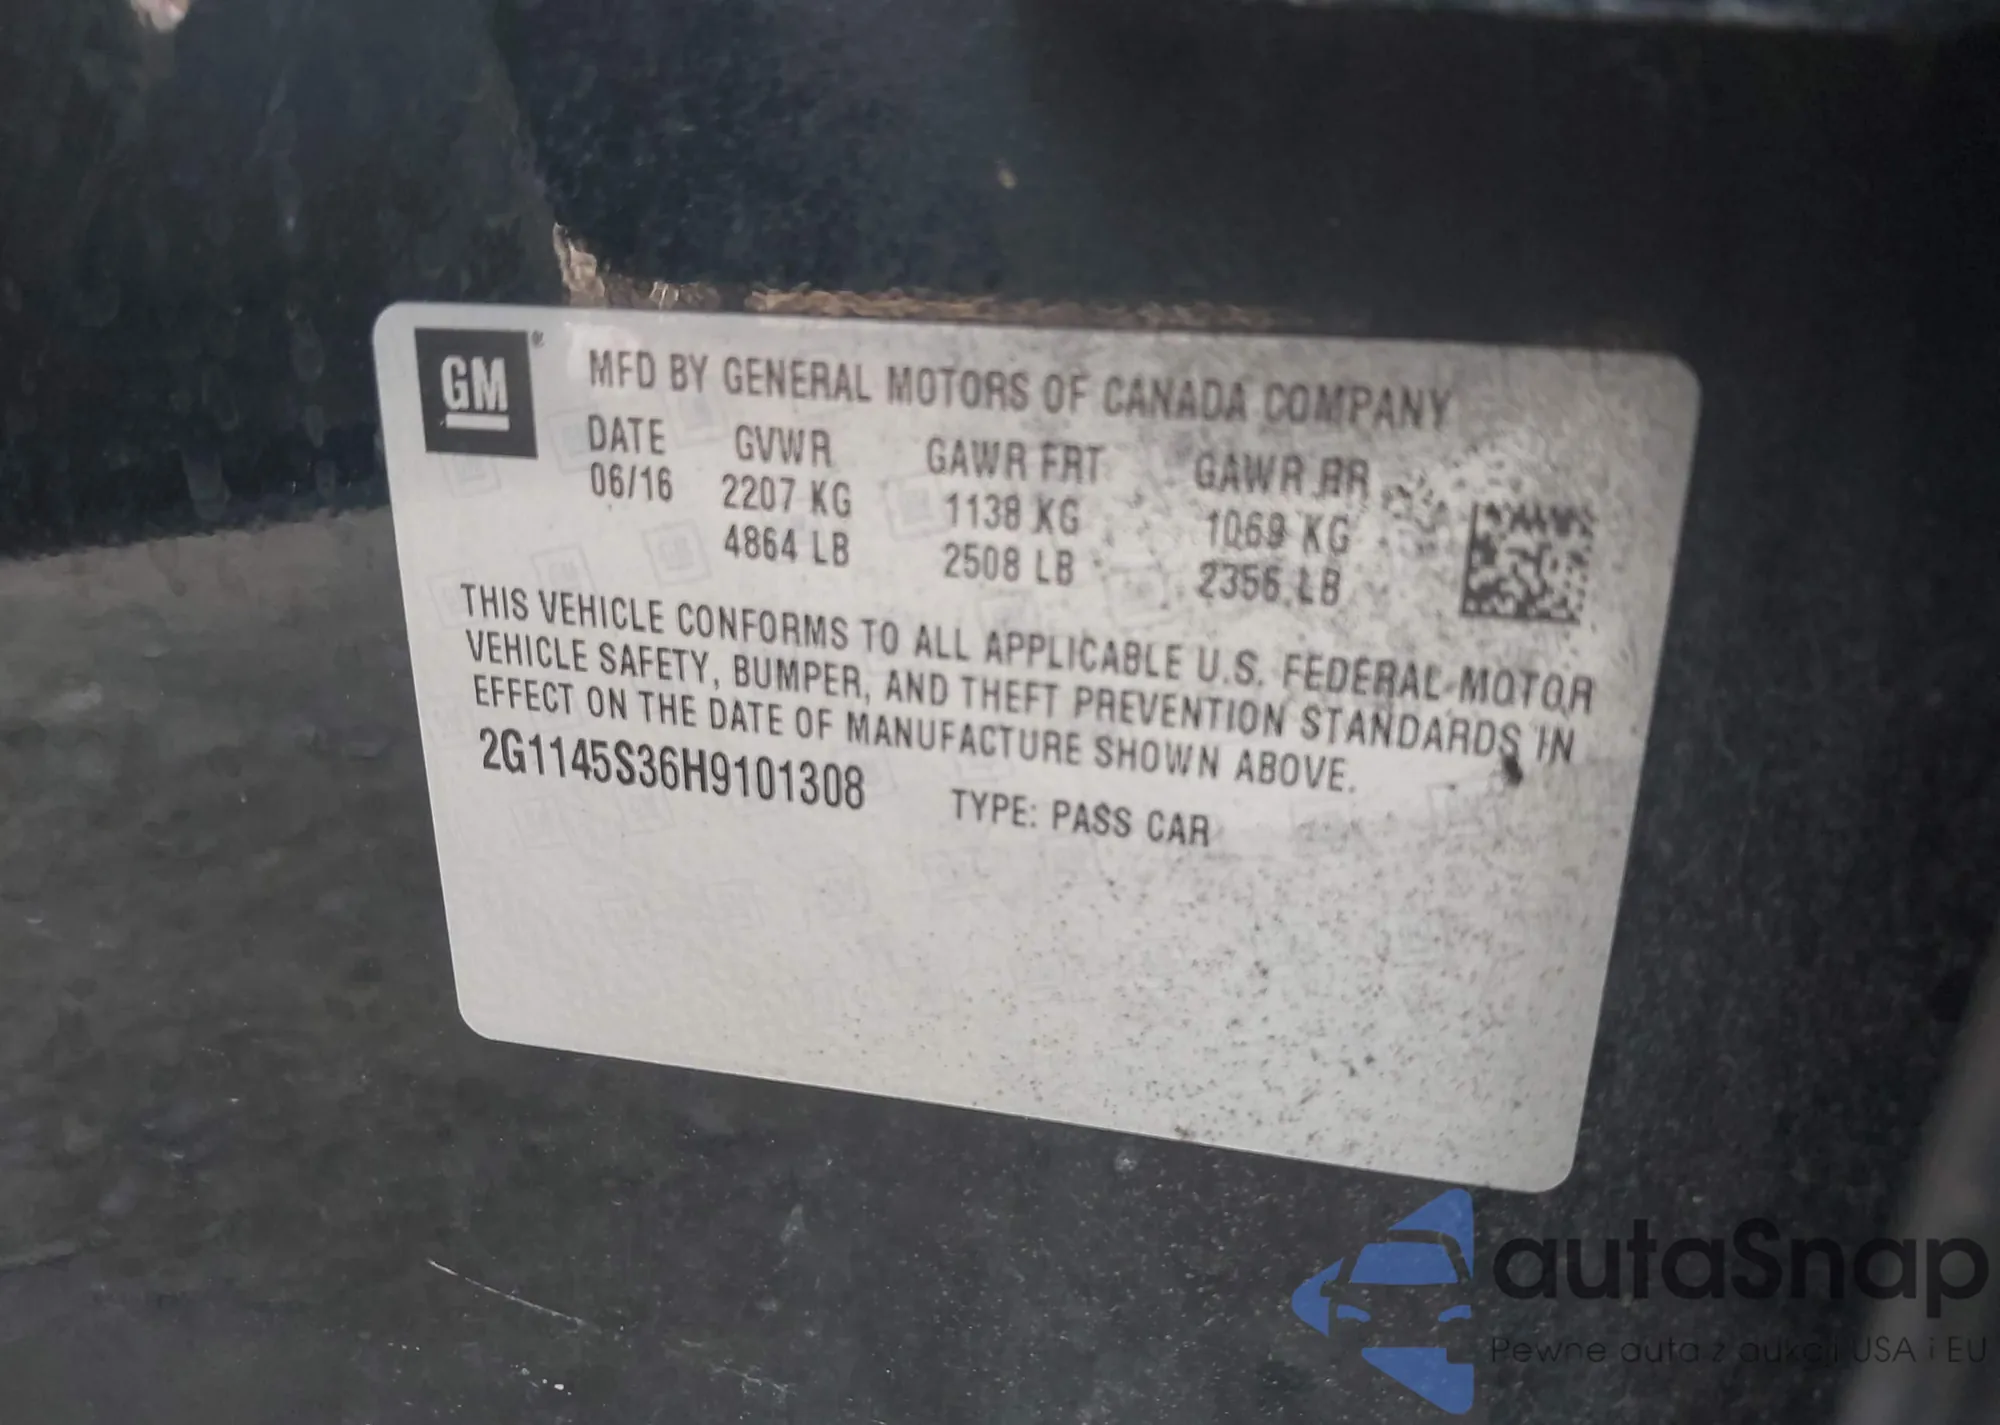 GM®
MFD BY GENERAL MOTORS OF CANADA COMPANY
DATE GVWR GAWR FRT GAWR RR
06/16 2207 KG 1138 KG 1069 KG
4864 LB 2508 LB 2356 LB
THIS VEHICLE CONFORMS TO ALL APPLICABLE U.S. FEDERAL MOTOR
VEHICLE SAFETY, BUMPER, AND THEFT PREVENTION STANDARDS IN
EFFECT ON THE DATE OF MANUFACTURE SHOWN ABOVE.
2G1145S36H9101308 TYPE: PASS CAR
autaSnap
Pewne auta z aukcji USA i EU